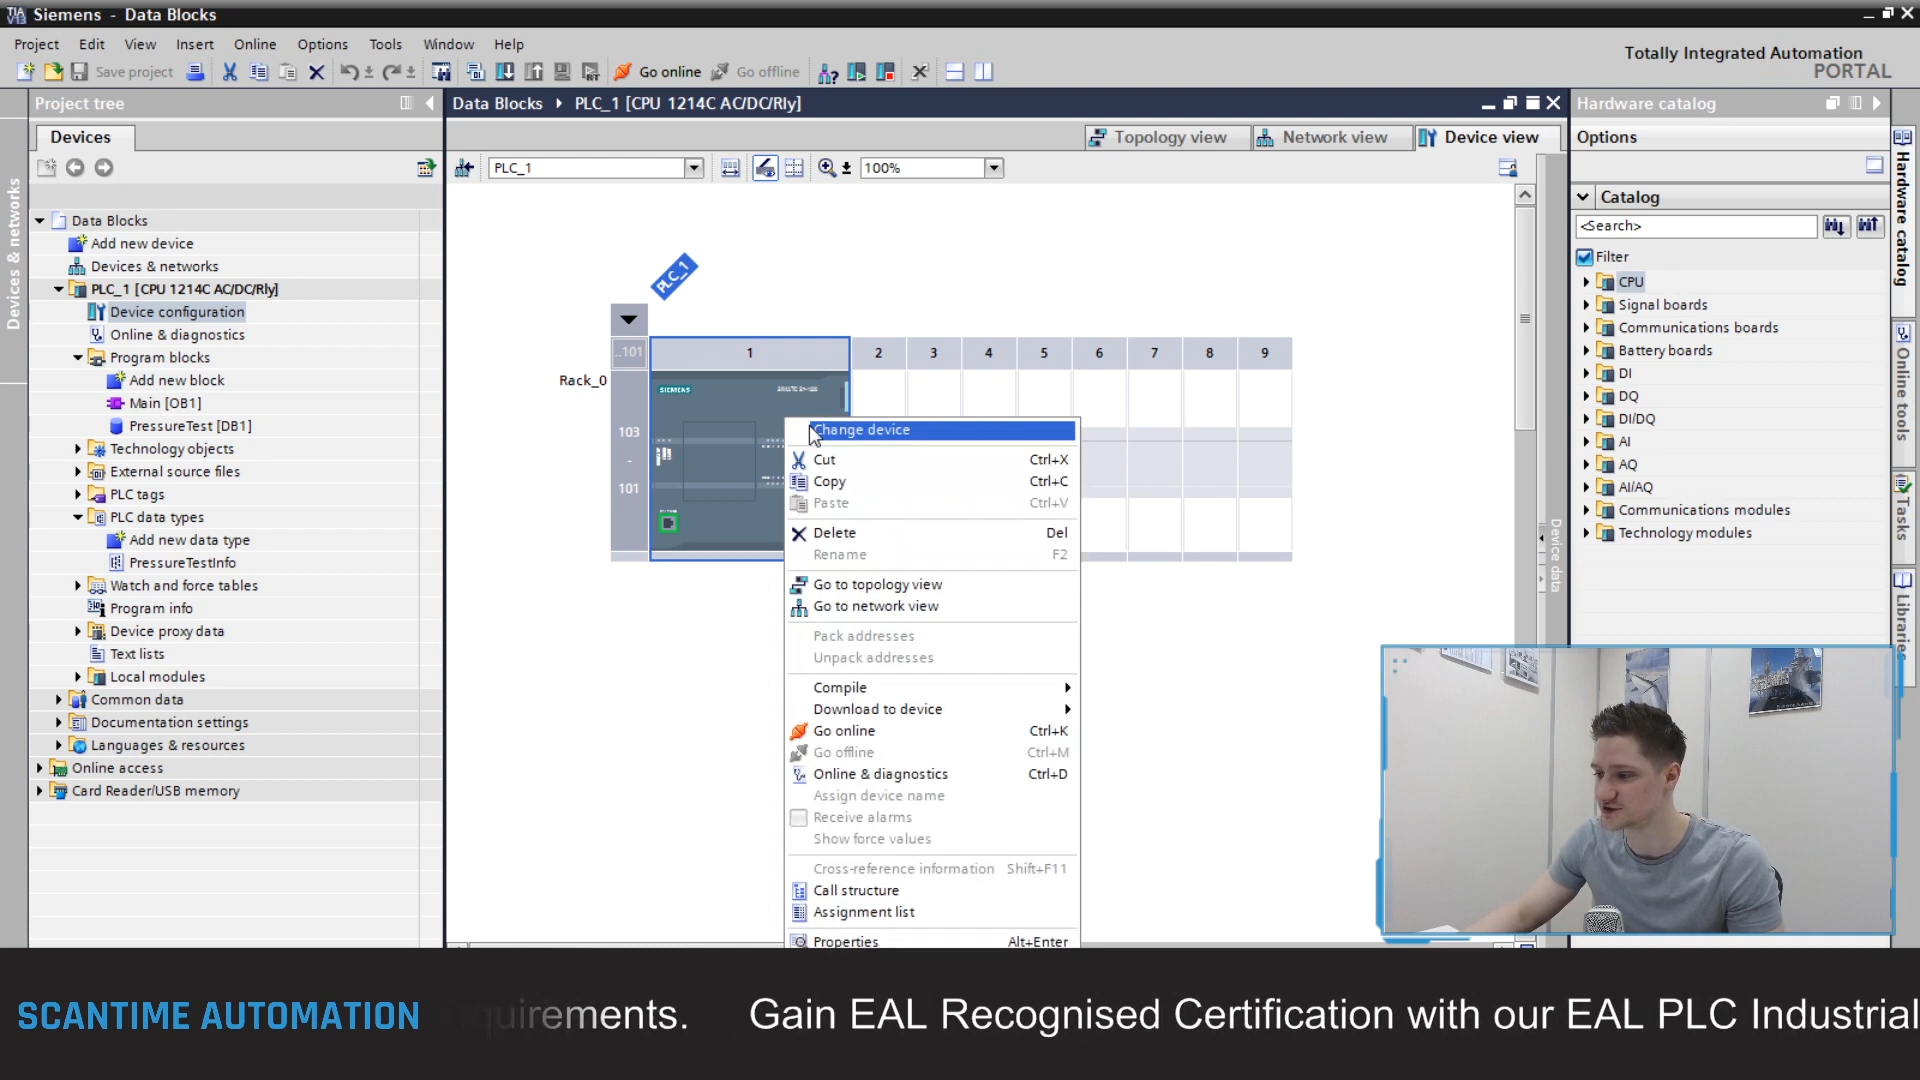 TIA V13 Siemens - Data Blocks
Project Edit View Insert Online Options Tools Window Help
Totally Integrated Automation
PORTAL
Save project Go online Go offline
Project tree
Data Blocks PLC_1 [CPU 1214C AC/DC/Rly]
Hardware catalog
Devices
Topology view Network view Device view
Options
PLC_1 100%
Devices & networks
Data Blocks
Add new device
Devices & networks
PLC_1 [CPU 1214C AC/DC/Rly]
Device configuration
Online & diagnostics
Program blocks
Add new block
Main [OB1]
PressureTest [DB1]
Technology objects
External source files
PLC tags
PLC data types
Add new data type
PressureTestInfo
Watch and force tables
Program info
Device proxy data
Text lists
Local modules
Common data
Documentation settings
Languages & resources
Online access
Card Reader/USB memory
PLC_1
..101 1 2 3 4 5 6 7 8 9
Rack_0
SIEMENS
103
-
101
Change device
Cut Ctrl+X
Copy Ctrl+C
Paste Ctrl+V
Delete Del
Rename F2
Go to topology view
Go to network view
Pack addresses
Unpack addresses
Compile
Download to device
Go online Ctrl+K
Go offline Ctrl+M
Online & diagnostics Ctrl+D
Assign device name
Receive alarms
Show force values
Cross-reference information Shift+F11
Call structure
Assignment list
Properties Alt+Enter
Device data
Catalog
<Search>
Filter
CPU
Signal boards
Communications boards
Battery boards
DI
DQ
DI/DQ
AI
AQ
AI/AQ
Communications modules
Technology modules
Hardware catalog
Online tools
Tasks
Libraries
SCANTIME AUTOMATION quirements. Gain EAL Recognised Certification with our EAL PLC Industrial